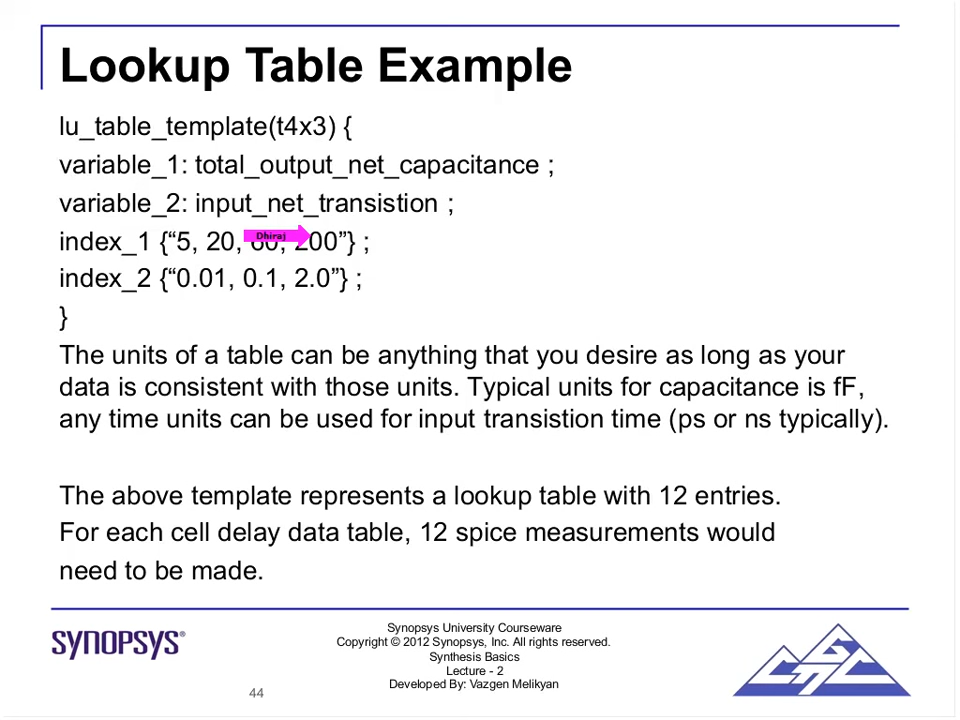 Lookup Table Example
lu_table_template(t4x3) {
variable_1: total_output_net_capacitance ;
variable_2: input_net_transistion ;
index_1 {“5, 20, 60, 200”} ;
Dhiraj
index_2 {“0.01, 0.1, 2.0”} ;
}
The units of a table can be anything that you desire as long as your
data is consistent with those units. Typical units for capacitance is fF,
any time units can be used for input transistion time (ps or ns typically).
The above template represents a lookup table with 12 entries.
For each cell delay data table, 12 spice measurements would
need to be made.
SYNOPSYS®
Synopsys University Courseware
Copyright © 2012 Synopsys, Inc. All rights reserved.
Synthesis Basics
Lecture - 2
Developed By: Vazgen Melikyan
44